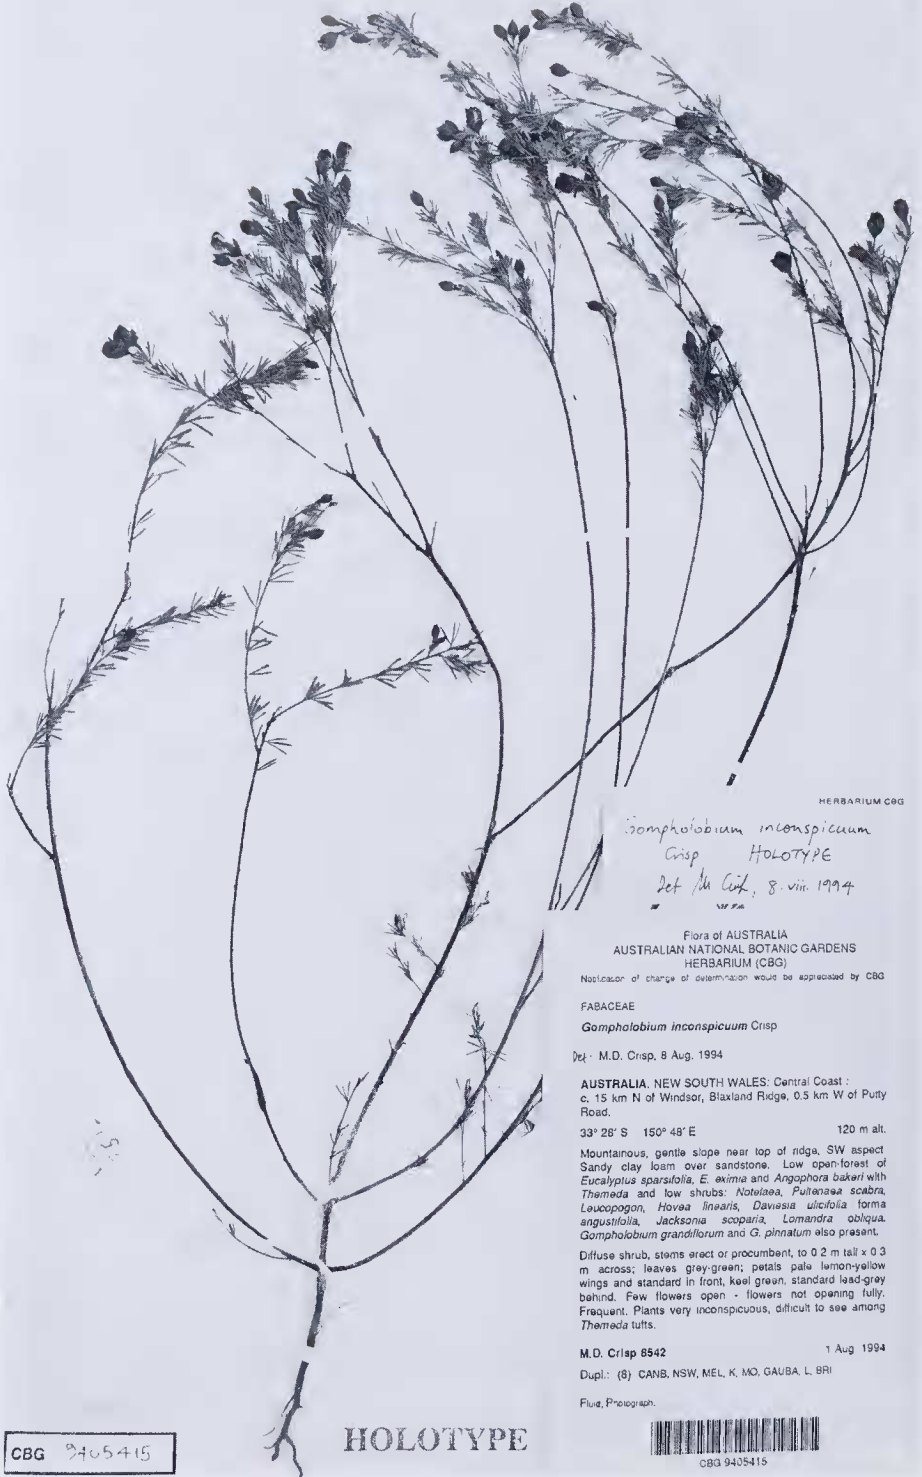 HERBARIUM CBG
Gompholobium inconspicuum
Crisp HOLOTYPE
Det M Crisp, 8. viii. 1994
Flora of AUSTRALIA
AUSTRALIAN NATIONAL BOTANIC GARDENS
HERBARIUM (CBG)
Notification of change of determination would be appreciated by CBG
FABACEAE
Gompholobium inconspicuum Crisp
Det. M.D. Crisp, 8 Aug. 1994
AUSTRALIA. NEW SOUTH WALES: Central Coast :
c. 15 km N of Windsor, Blaxland Ridge, 0.5 km W of Putty
Road.
33° 26' S 150° 48' E 120 m alt.
Mountainous, gentle slope near top of ridge, SW aspect
Sandy clay loam over sandstone. Low open-forest of
Eucalyptus sparsifolia, E. eximia and Angophora bakeri with
Themeda and low shrubs: Notelaea, Pultenaea scabra,
Leucopogon, Hovea linearis, Daviesia ulicifolia forma
angustifolia, Jacksonia scoparia, Lomandra obliqua.
Gompholobium grandiflorum and G. pinnatum also present.
Diffuse shrub, stems erect or procumbent, to 0 2 m tall x 0 3
m across; leaves grey-green; petals pale lemon-yellow
wings and standard in front, keel green, standard lead-grey
behind. Few flowers open - flowers not opening fully.
Frequent. Plants very inconspicuous, difficult to see among
Themeda tufts.
M.D. Crisp 8542 1 Aug 1994
Dupl.: (8) CANB, NSW, MEL, K, MO, GAUBA, L, BRI
Fluid, Photograph.
CBG 9405415
HOLOTYPE
CBG 9405415